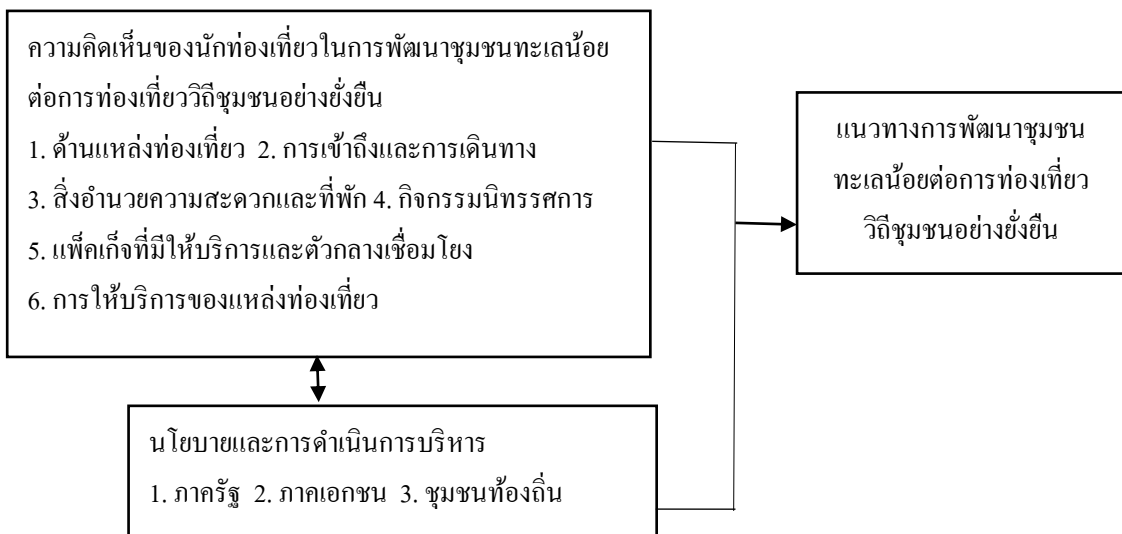 ความคิดเห็นของนักท่องเที่ยวในการพัฒนาชุมชนทะเลน้อย
ต่อการท่องเที่ยววิถีชุมชนอย่างยั่งยืน
1. ด้านแหล่งท่องเที่ยว 2. การเข้าถึงและการเดินทาง
3. สิ่งอำนวยความสะดวกและที่พัก 4. กิจกรรมนิทรรศการ
5. แพ็คเก็จที่มีให้บริการและตัวกลางเชื่อมโยง
6. การให้บริการของแหล่งท่องเที่ยว
นโยบายและการดำเนินการบริหาร
1. ภาครัฐ 2. ภาคเอกชน 3. ชุมชนท้องถิ่น
แนวทางการพัฒนาชุมชน
ทะเลน้อยต่อการท่องเที่ยว
วิถีชุมชนอย่างยั่งยืน